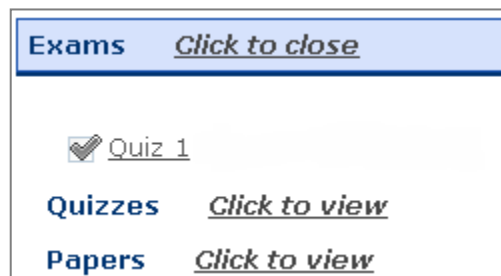 Exams Click to close
Quiz 1
Quizzes Click to view
Papers Click to view